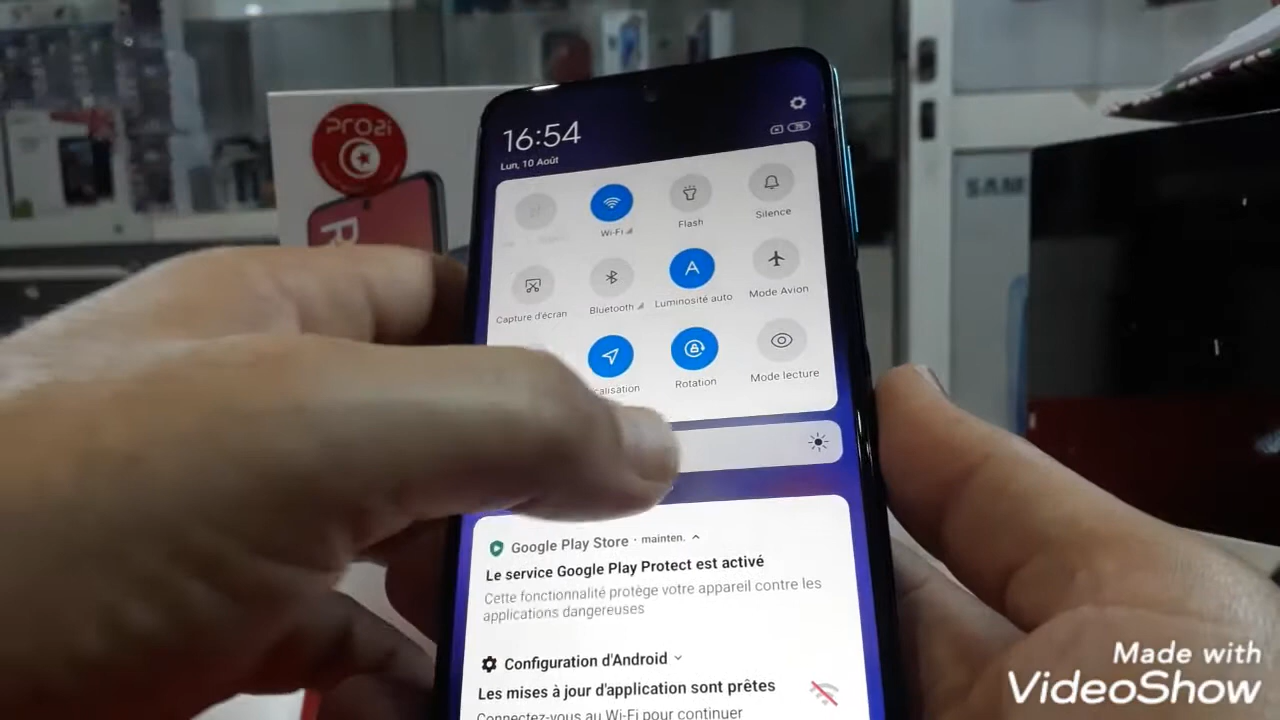 Pro2i
R
SAM
16:54
Lun, 10 Août
Wi-Fi
Flash
Silence
Capture d'écran
Bluetooth
Luminosité auto
Mode Avion
calisation
Rotation
Mode lecture
Google Play Store · mainten.
Le service Google Play Protect est activé
Cette fonctionnalité protège votre appareil contre les
applications dangereuses
Configuration d'Android
Les mises à jour d'application sont prêtes
Connectez-vous au Wi-Fi pour continuer
Made with
VideoShow